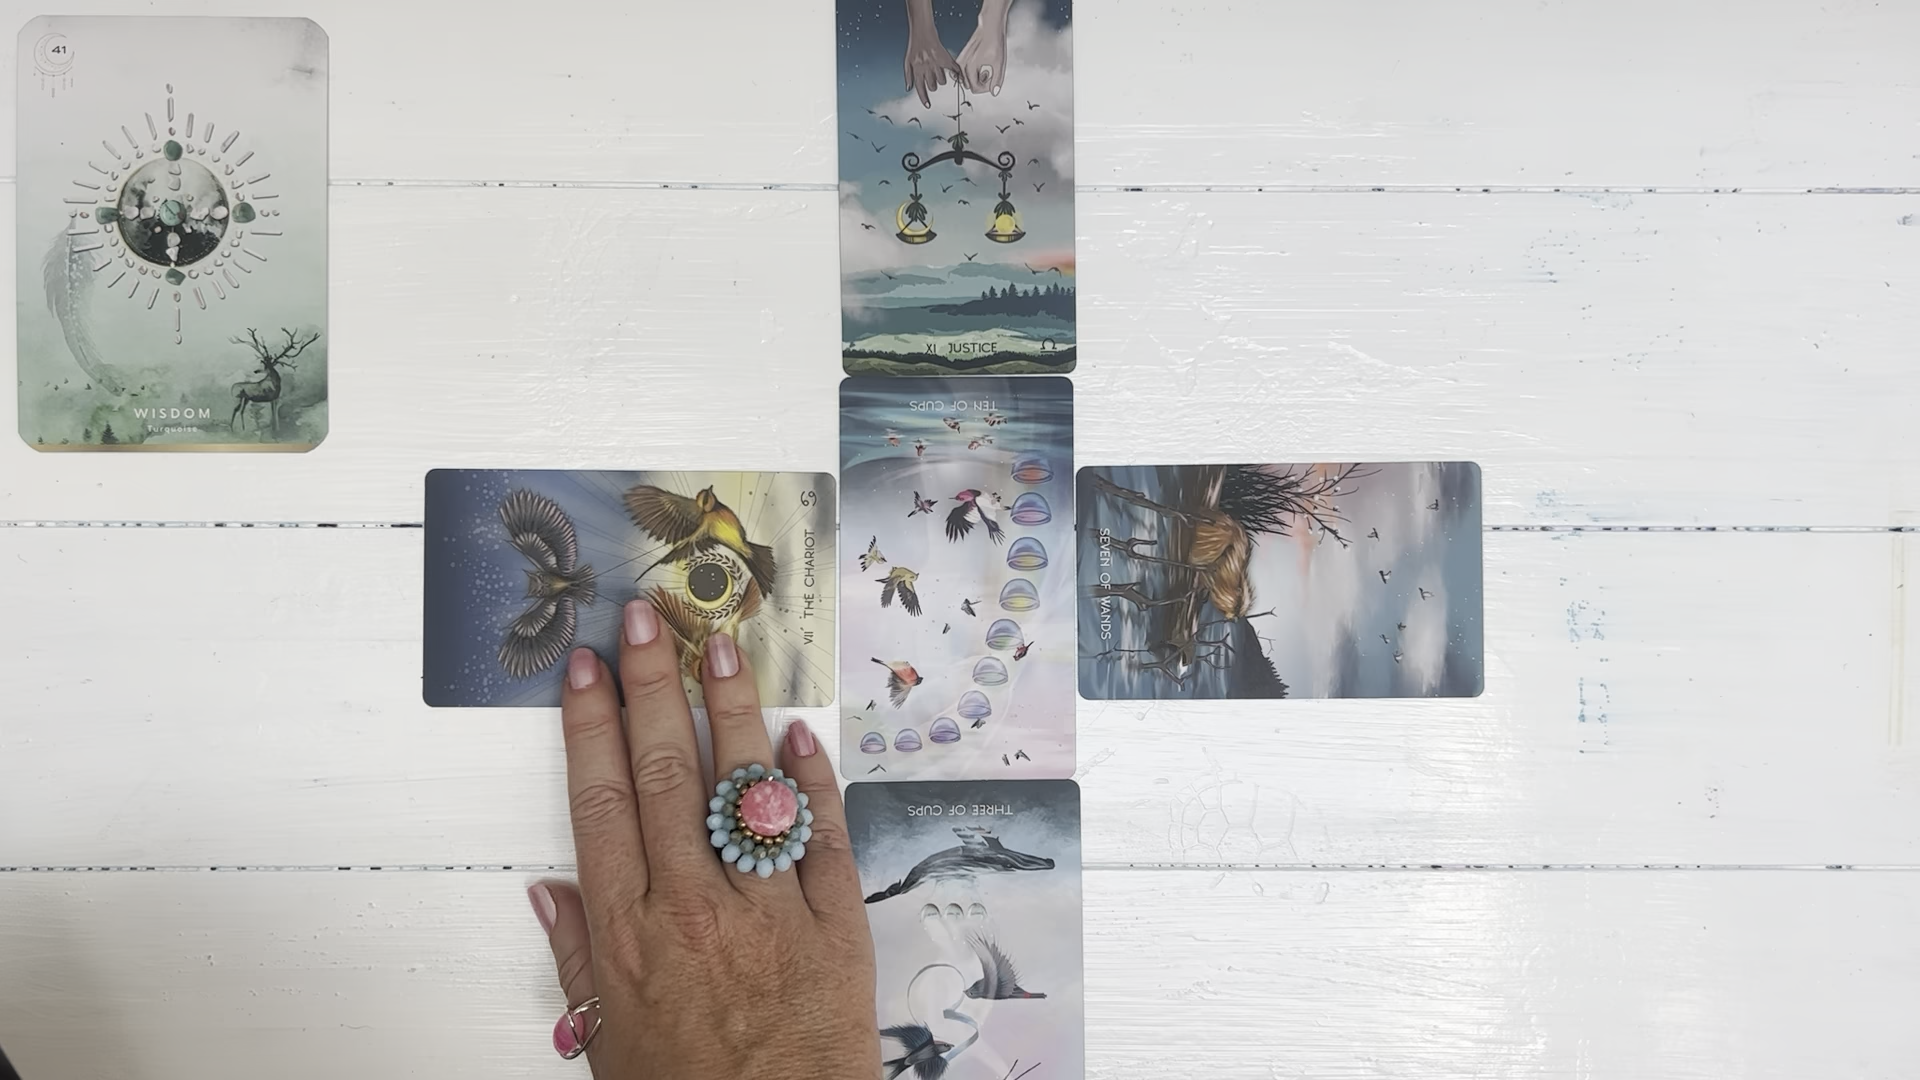 41
WISDOM
Turquoise
XI JUSTICE
TEN OF CUPS
VII THE CHARIOT
SEVEN OF WANDS
THREE OF CUPS